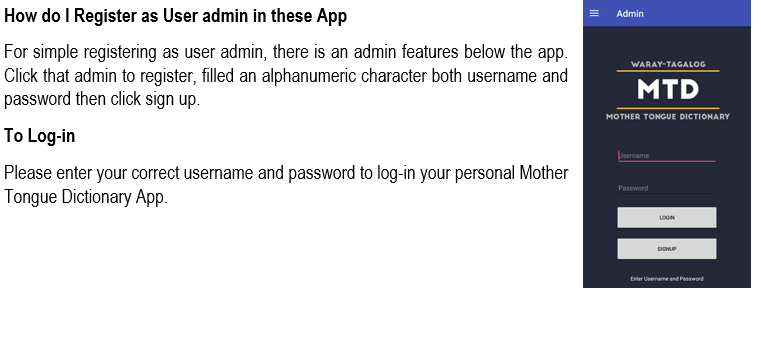 How do I Register as User admin in these App
For simple registering as user admin, there is an admin features below the app.
Click that admin to register, filled an alphanumeric character both username and
password then click sign up.
To Log-in
Please enter your correct username and password to log-in your personal Mother
Tongue Dictionary App.
Admin
WARAY-TAGALOG
MTD
MOTHER TONGUE DICTIONARY
Username
Password
LOGIN
SIGNUP
Enter Username and Password